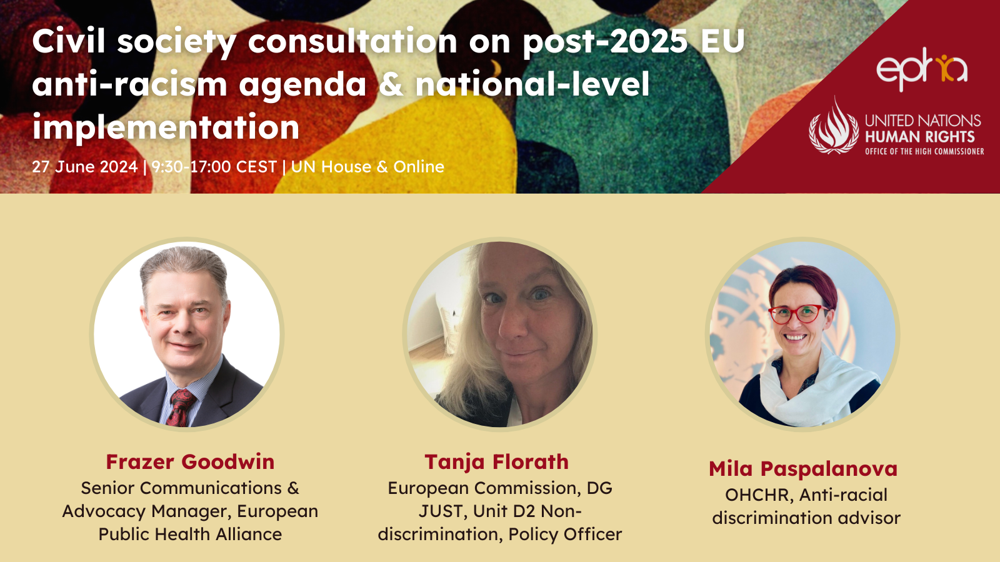 Civil society consultation on post-2025 EU
anti-racism agenda & national-level
implementation
27 June 2024 | 9:30-17:00 CEST | UN House & Online
epha
UNITED NATIONS
HUMAN RIGHTS
OFFICE OF THE HIGH COMMISSIONER
Frazer Goodwin
Senior Communications &
Advocacy Manager, European
Public Health Alliance
Tanja Florath
European Commission, DG
JUST, Unit D2 Non-
discrimination, Policy Officer
Mila Paspalanova
OHCHR, Anti-racial
discrimination advisor